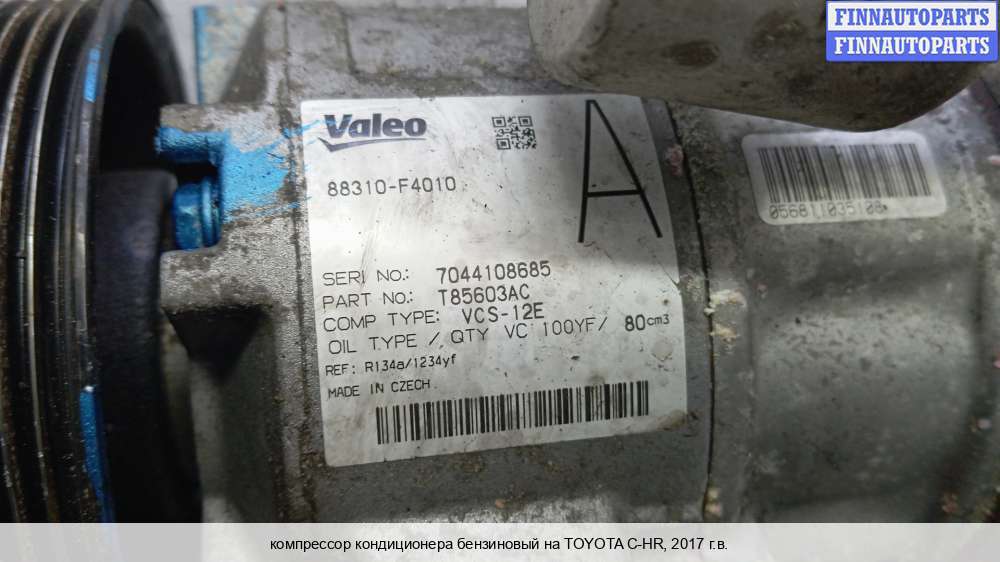 FINNAUTOPARTS
FINNAUTOPARTS
Valeo
A
88310-F4010
056811035108
SERI NO.: 7044108685
PART NO.: T85603AC
COMP TYPE: VCS-12E
OIL TYPE / QTY VC 100YF/ 80cm3
REF: R134a/1234yf
MADE IN CZECH
компрессор кондиционера бензиновый на TOYOTA C-HR, 2017 г.в.